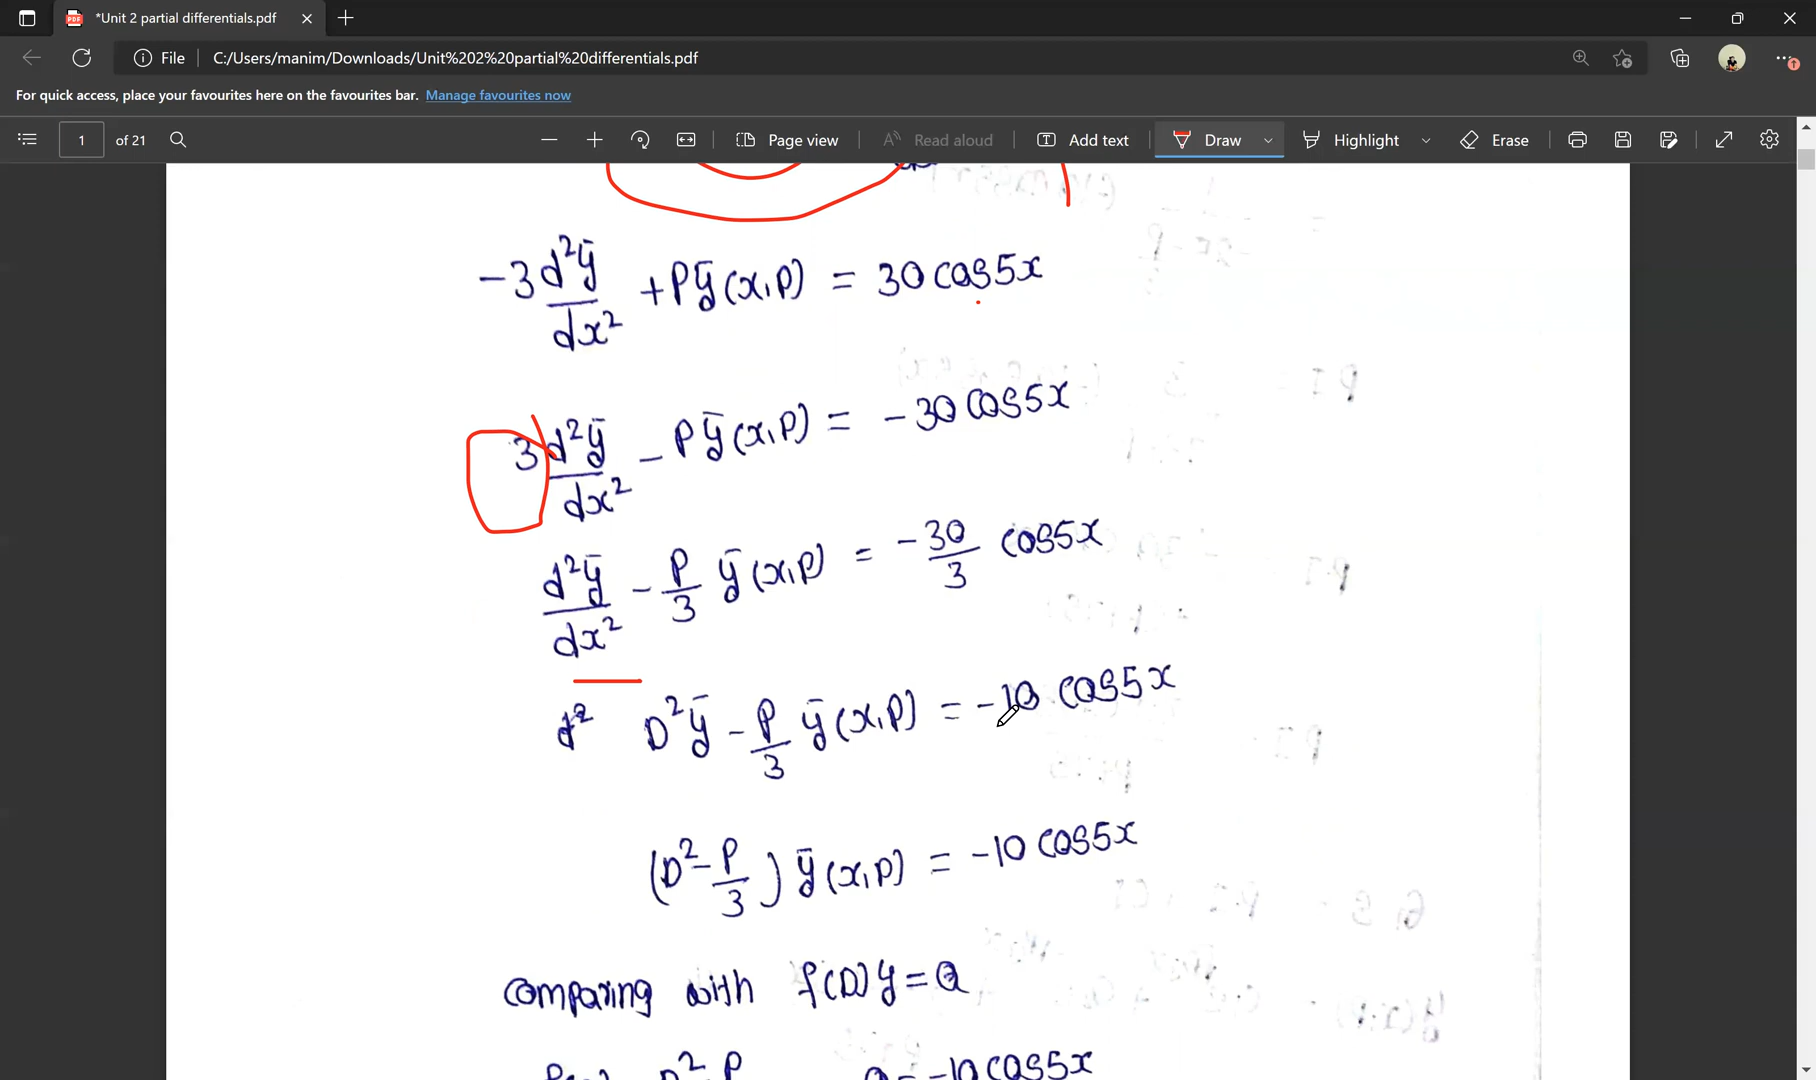 *Unit 2 partial differentials.pdf
File C:/Users/manim/Downloads/Unit%202%20partial%20differentials.pdf
For quick access, place your favourites here on the favourites bar. Manage favourites now
1 of 21 Page view Read aloud Add text Draw Highlight Erase
-3 d²ȳ/dx² + Pȳ(x,P) = 30 cos5x
3 d²ȳ/dx² - Pȳ(x,P) = -30 cos5x
d²ȳ/dx² - P/3 ȳ(x,P) = -30/3 cos5x
d² D²ȳ - P/3 ȳ(x,P) = -10 cos5x
(D² - P/3) ȳ(x,P) = -10 cos5x
comparing with f(D)y = Q